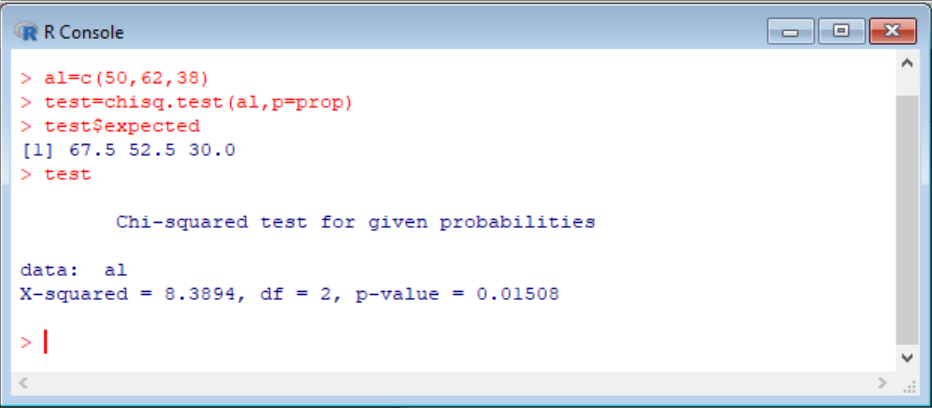 R Console
> al=c(50,62,38)
> test=chisq.test(al,p=prop)
> test$expected
[1] 67.5 52.5 30.0
> test
Chi-squared test for given probabilities
data:  al
X-squared = 8.3894, df = 2, p-value = 0.01508
>